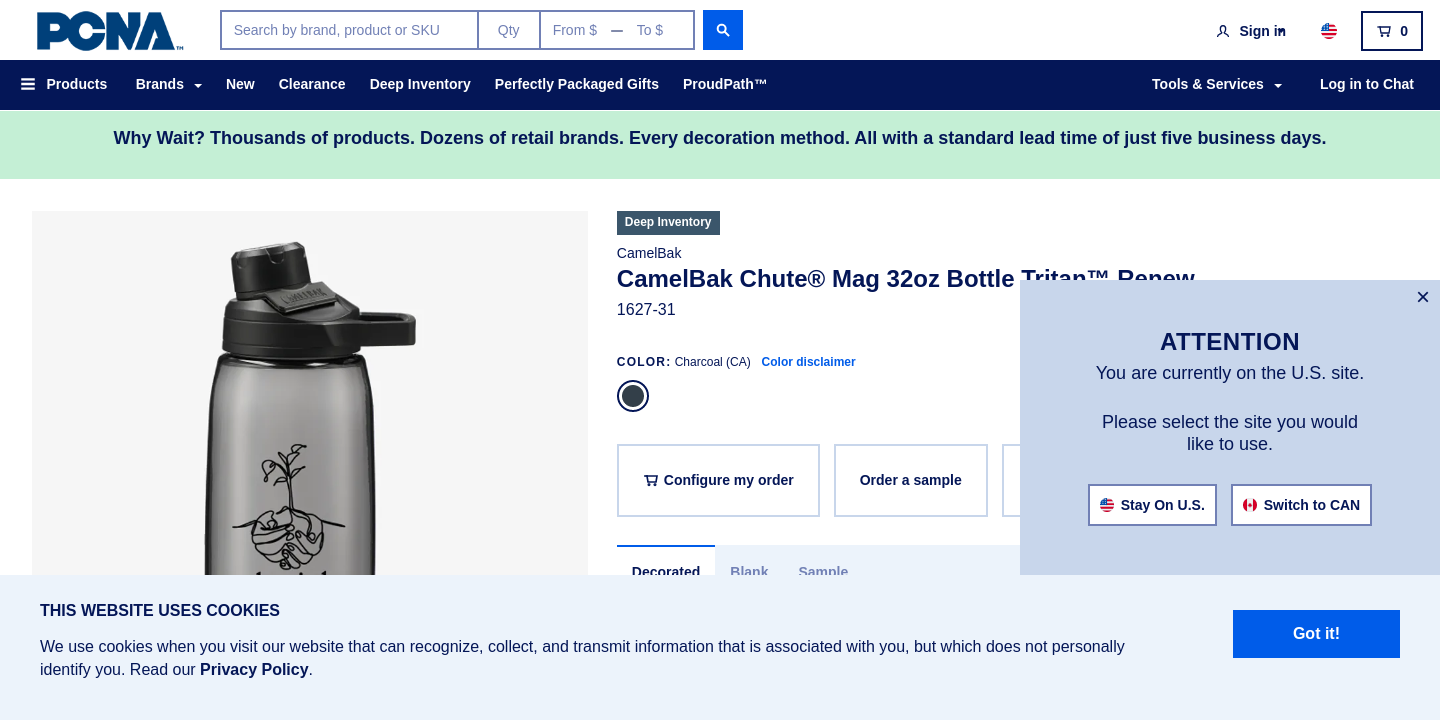 PCNA™
Search by brand, product or SKU
Qty
From $ — To $
Sign in
0
Products
Brands
New
Clearance
Deep Inventory
Perfectly Packaged Gifts
ProudPath™
Tools & Services
Log in to Chat
Why Wait? Thousands of products. Dozens of retail brands. Every decoration method. All with a standard lead time of just five business days.
Deep Inventory
CamelBak
CamelBak Chute® Mag 32oz Bottle Tritan™ Renew
1627-31
COLOR: Charcoal (CA) Color disclaimer
Configure my order
Order a sample
Decorated
Blank
Sample
×
ATTENTION
You are currently on the U.S. site.
Please select the site you would
like to use.
Stay On U.S.
Switch to CAN
THIS WEBSITE USES COOKIES
We use cookies when you visit our website that can recognize, collect, and transmit information that is associated with you, but which does not personally
identify you. Read our Privacy Policy.
Got it!